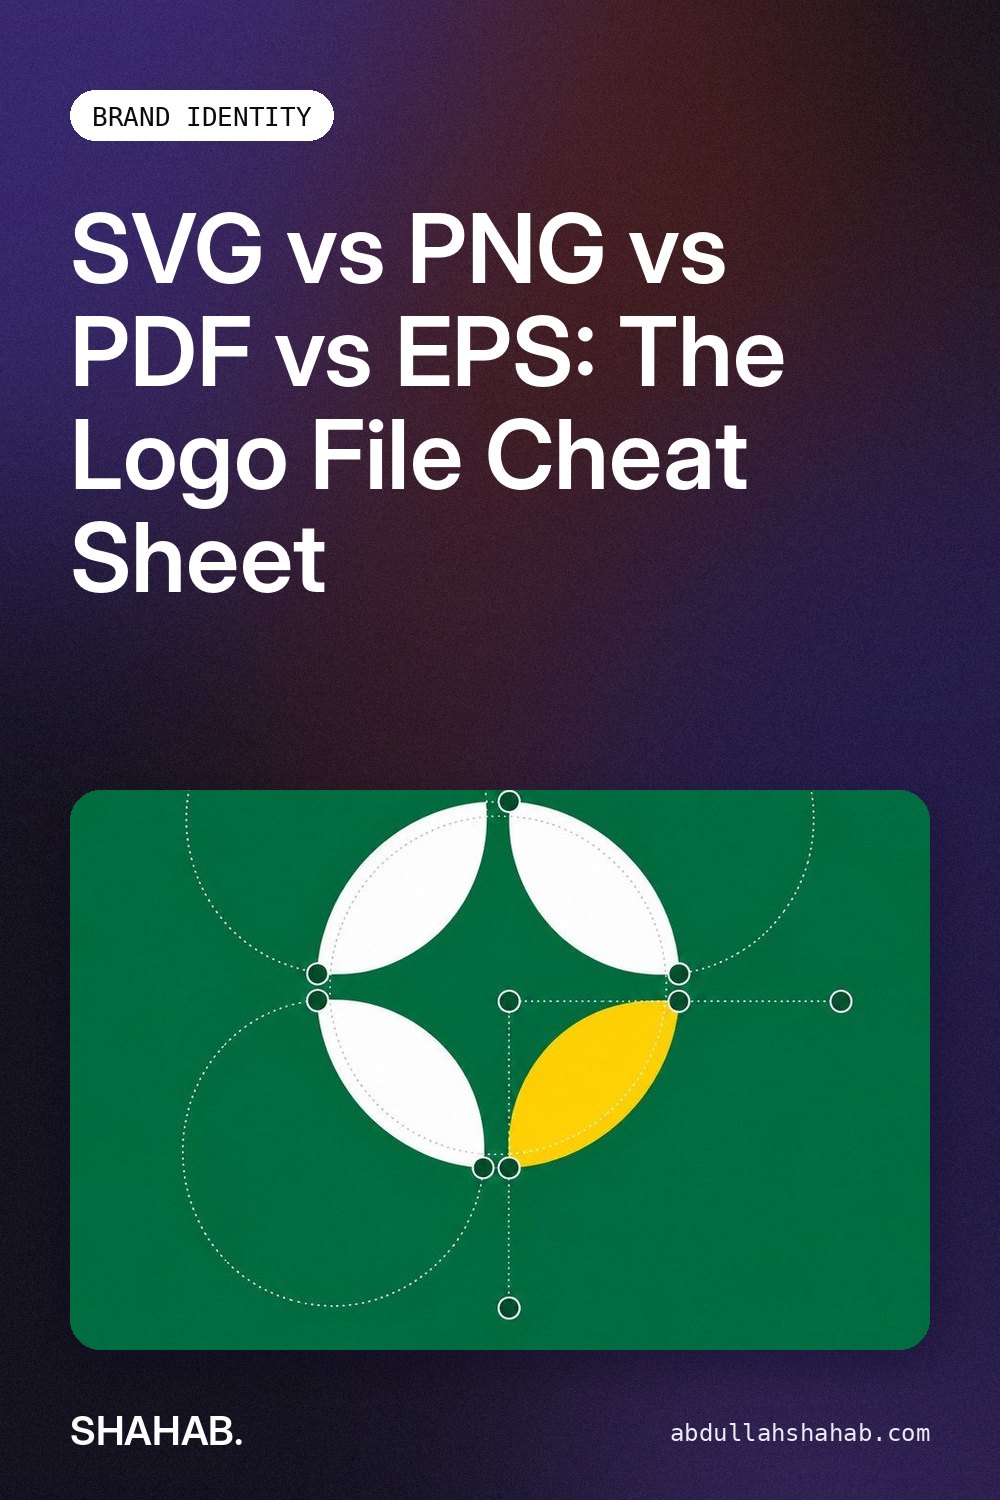 BRAND IDENTITY
SVG vs PNG vs
PDF vs EPS: The
Logo File Cheat
Sheet
SHAHAB.
abdullahshahab.com